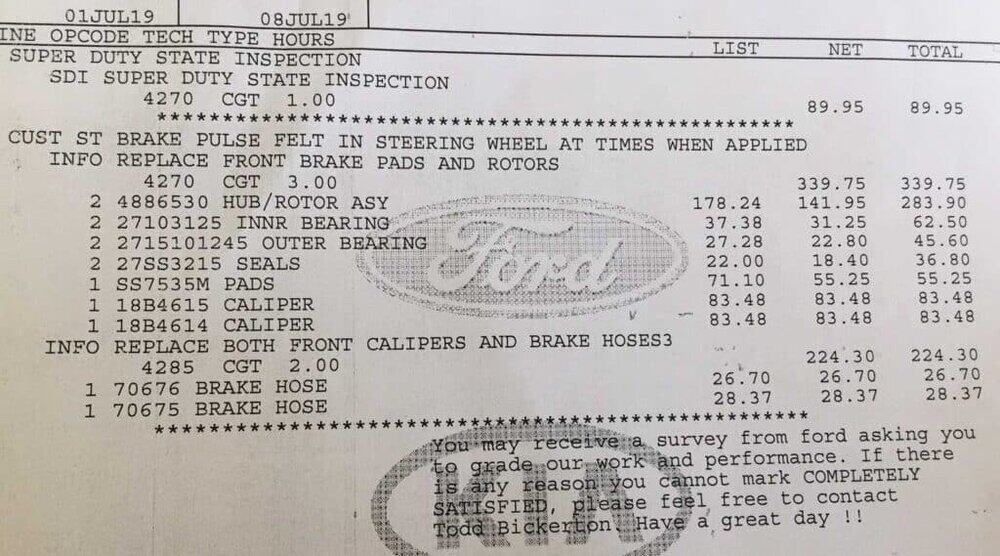 01JUL19 08JUL19
INE OPCODE TECH TYPE HOURS LIST NET TOTAL
SUPER DUTY STATE INSPECTION
SDI SUPER DUTY STATE INSPECTION
4270 CGT 1.00 89.95 89.95
****************************************************
CUST ST BRAKE PULSE FELT IN STEERING WHEEL AT TIMES WHEN APPLIED
INFO REPLACE FRONT BRAKE PADS AND ROTORS
4270 CGT 3.00 339.75 339.75
2 4886530 HUB/ROTOR ASY 178.24 141.95 283.90
2 27103125 INNR BEARING 37.38 31.25 62.50
2 2715101245 OUTER BEARING 27.28 22.80 45.60
2 27SS3215 SEALS 22.00 18.40 36.80
1 SS7535M PADS 71.10 55.25 55.25
1 18B4615 CALIPER 83.48 83.48 83.48
1 18B4614 CALIPER 83.48 83.48 83.48
Ford
INFO REPLACE BOTH FRONT CALIPERS AND BRAKE HOSES3
4285 CGT 2.00 224.30 224.30
1 70676 BRAKE HOSE 26.70 26.70 26.70
1 70675 BRAKE HOSE 28.37 28.37 28.37
****************************************************
You may receive a survey from ford asking you
to grade our work and performance. If there
is any reason you cannot mark COMPLETELY
SATISFIED, please feel free to contact
Todd Bickerton. Have a great day !!
KIA